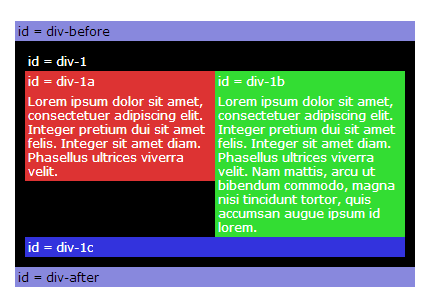 id = div-before
id = div-1
id = div-1a
Lorem ipsum dolor sit amet,
consectetuer adipiscing elit.
Integer pretium dui sit amet
felis. Integer sit amet diam.
Phasellus ultrices viverra
velit.
id = div-1b
Lorem ipsum dolor sit amet,
consectetuer adipiscing elit.
Integer pretium dui sit amet
felis. Integer sit amet diam.
Phasellus ultrices viverra
velit. Nam mattis, arcu ut
bibendum commodo, magna
nisi tincidunt tortor, quis
accumsan augue ipsum id
lorem.
id = div-1c
id = div-after